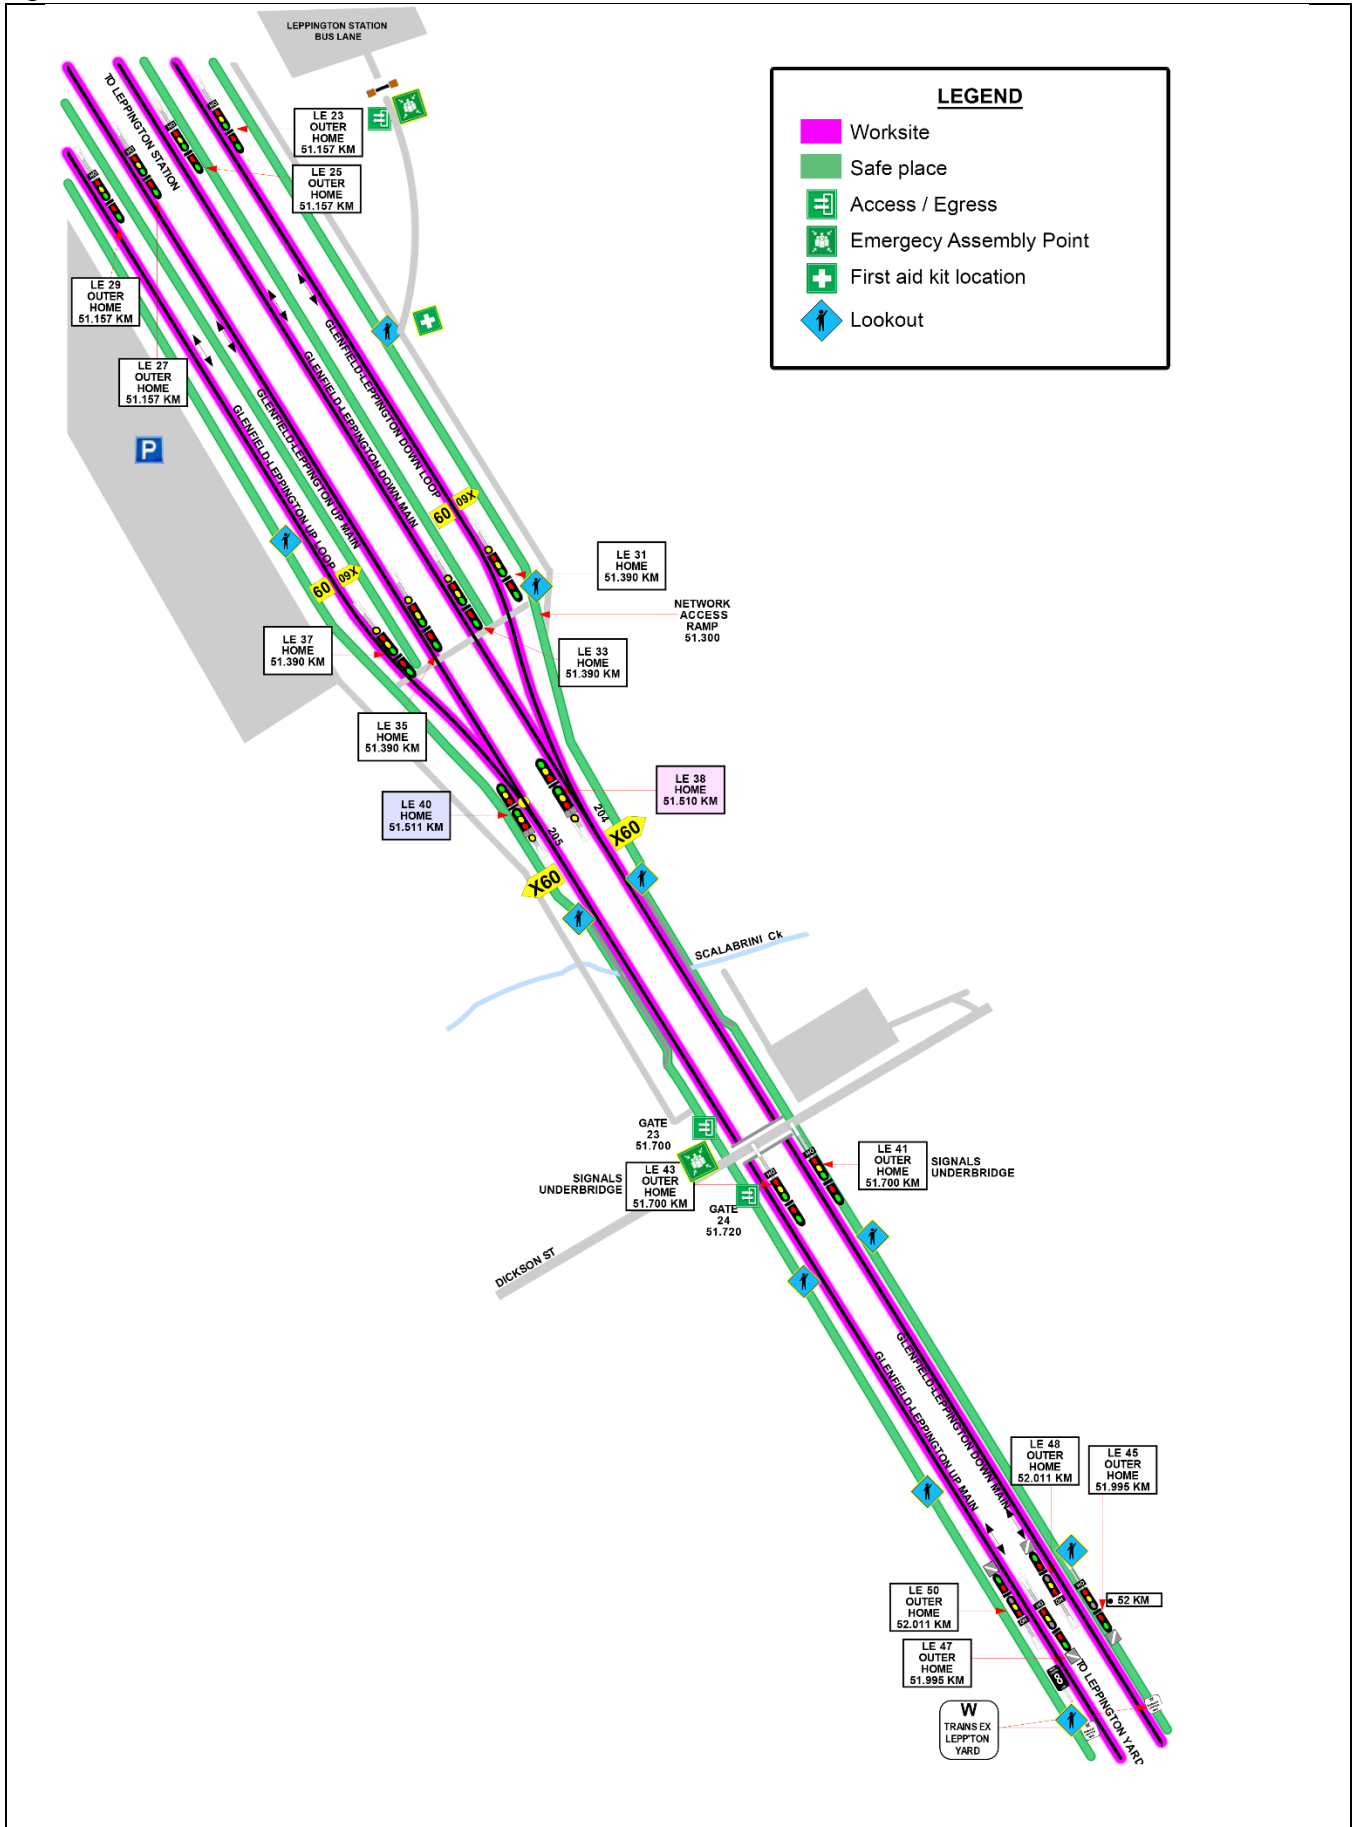 LEPPINGTON STATION
BUS LANE
LEGEND
Worksite
Safe place
Access / Egress
Emergecy Assembly Point
First aid kit location
Lookout
TO LEPPINGTON STATION
LE 23
OUTER
HOME
51.157 KM
LE 25
OUTER
HOME
51.157 KM
LE 29
OUTER
HOME
51.157 KM
LE 27
OUTER
HOME
51.157 KM
P
GLENFIELD-LEPPINGTON DOWN LOOP
GLENFIELD-LEPPINGTON DOWN MAIN
GLENFIELD-LEPPINGTON UP MAIN
GLENFIELD-LEPPINGTON UP LOOP
60
X60
60
X60
LE 31
HOME
51.390 KM
NETWORK
ACCESS
RAMP
51.300
LE 33
HOME
51.390 KM
LE 37
HOME
51.390 KM
LE 35
HOME
51.390 KM
LE 38
HOME
51.510 KM
LE 40
HOME
51.511 KM
204
205
X60
X60
SCALABRINI Ck
GATE
23
51.700
SIGNALS
UNDERBRIDGE
LE 43
OUTER
HOME
51.700 KM
LE 41
OUTER
HOME
51.700 KM
SIGNALS
UNDERBRIDGE
GATE
24
51.720
DICKSON ST
GLENFIELD-LEPPINGTON DOWN MAIN
GLENFIELD-LEPPINGTON UP MAIN
LE 48
OUTER
HOME
52.011 KM
LE 45
OUTER
HOME
51.995 KM
52 KM
LE 50
OUTER
HOME
52.011 KM
LE 47
OUTER
HOME
51.995 KM
TO LEPPINGTON YARD
W
TRAINS EX
LEPP'TON
YARD